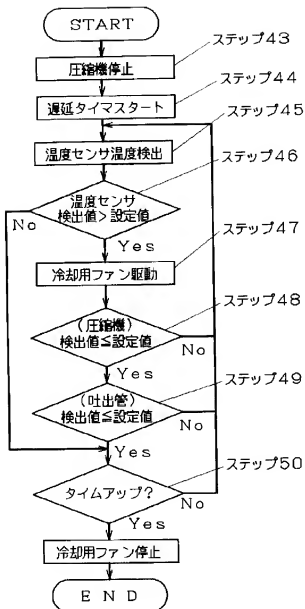 START
ステップ43
圧縮機停止
ステップ44
遅延タイマスタート
ステップ45
温度センサ温度検出
ステップ46
温度センサ
検出値>設定値
No
Yes
ステップ47
冷却用ファン駆動
ステップ48
(圧縮機)
検出値≦設定値
No
Yes
ステップ49
(吐出管)
検出値≦設定値
No
Yes
ステップ50
タイムアップ?
No
Yes
冷却用ファン停止
END